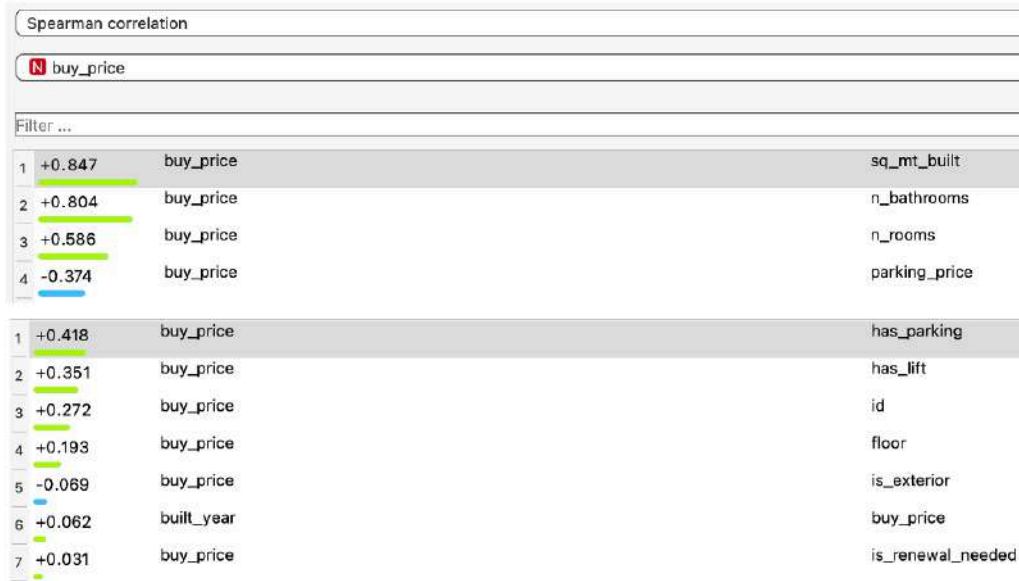 Spearman correlation
N buy_price
Filter ...
1 +0.847 buy_price sq_mt_built
2 +0.804 buy_price n_bathrooms
3 +0.586 buy_price n_rooms
4 -0.374 buy_price parking_price
1 +0.418 buy_price has_parking
2 +0.351 buy_price has_lift
3 +0.272 buy_price id
4 +0.193 buy_price floor
5 -0.069 buy_price is_exterior
6 +0.062 built_year buy_price
7 +0.031 buy_price is_renewal_needed